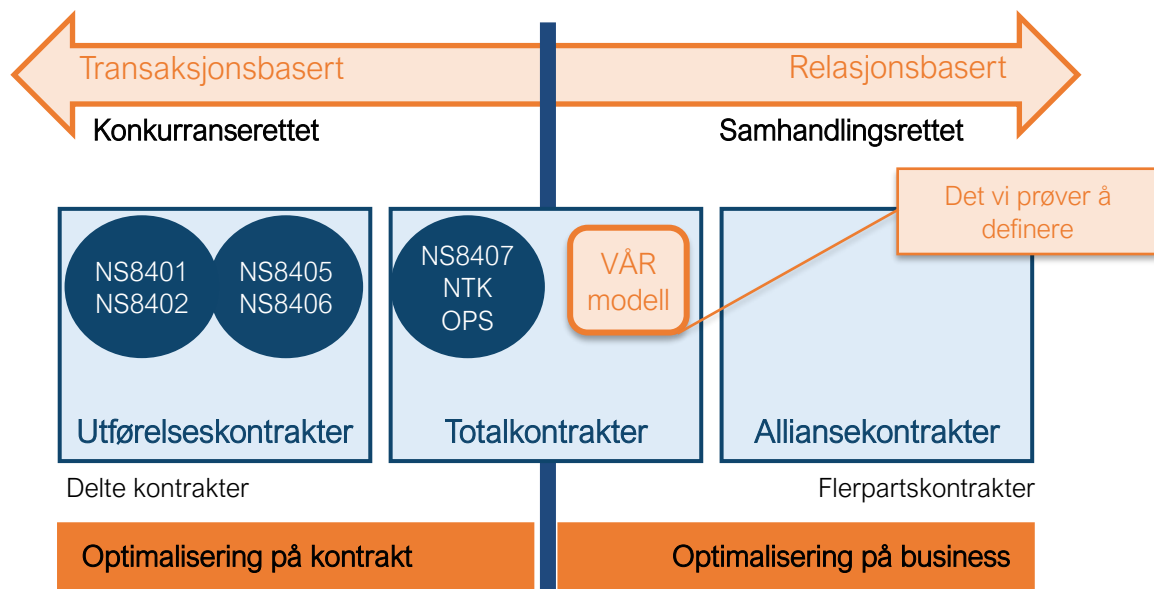 Transaksjonsbasert
Relasjonsbasert
Konkurranserettet
Samhandlingsrettet
Det vi prøver å
definere
NS8401
NS8402
NS8405
NS8406
NS8407
NTK
OPS
VÅR
modell
Utførelseskontrakter
Totalkontrakter
Alliansekontrakter
Delte kontrakter
Flerpartskontrakter
Optimalisering på kontrakt
Optimalisering på business